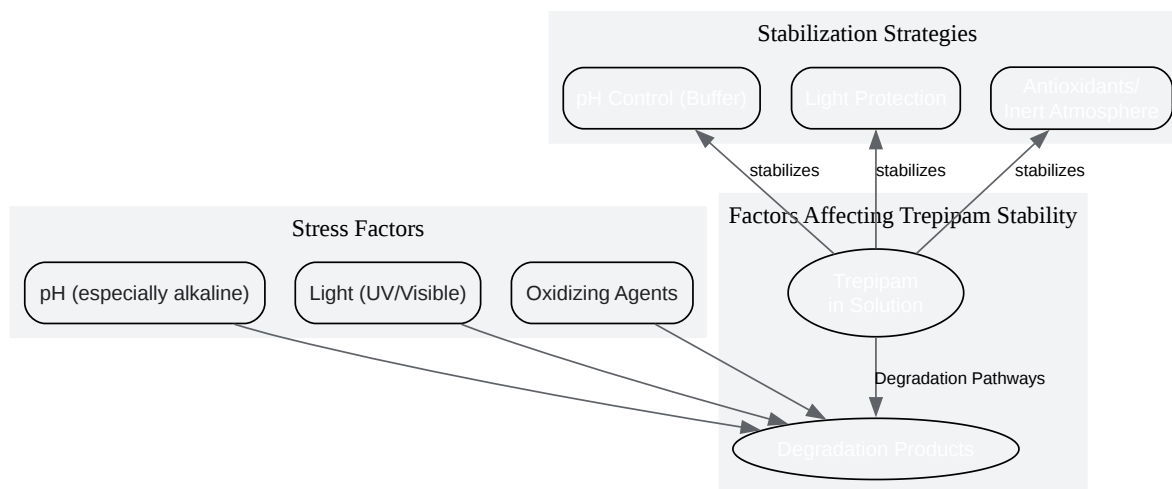 Stabilization Strategies
pH Control (Buffer)
Light Protection
Antioxidants/
Inert Atmosphere
stabilizes
stabilizes
stabilizes
Factors Affecting Trepipam Stability
Stress Factors
pH (especially alkaline)
Light (UV/Visible)
Oxidizing Agents
Trepipam
in Solution
Degradation Pathways
Degradation Products